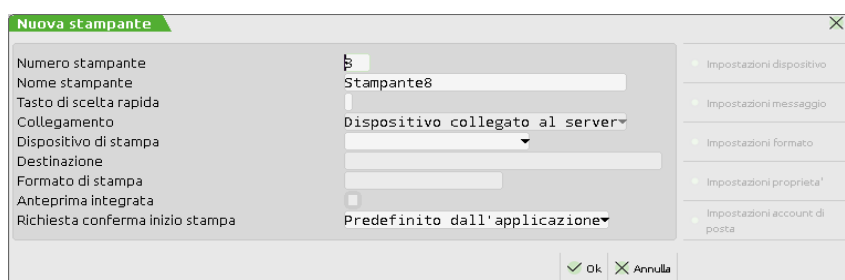 Nuova stampante
Numero stampante 8
Nome stampante Stampante8
Tasto di scelta rapida
Collegamento Dispositivo collegato al server
Dispositivo di stampa
Destinazione
Formato di stampa
Anteprima integrata
Richiesta conferma inizio stampa Predefinito dall'applicazione
Impostazioni dispositivo
Impostazioni messaggio
Impostazioni formato
Impostazioni proprieta'
Impostazioni account di
posta
Ok Annulla